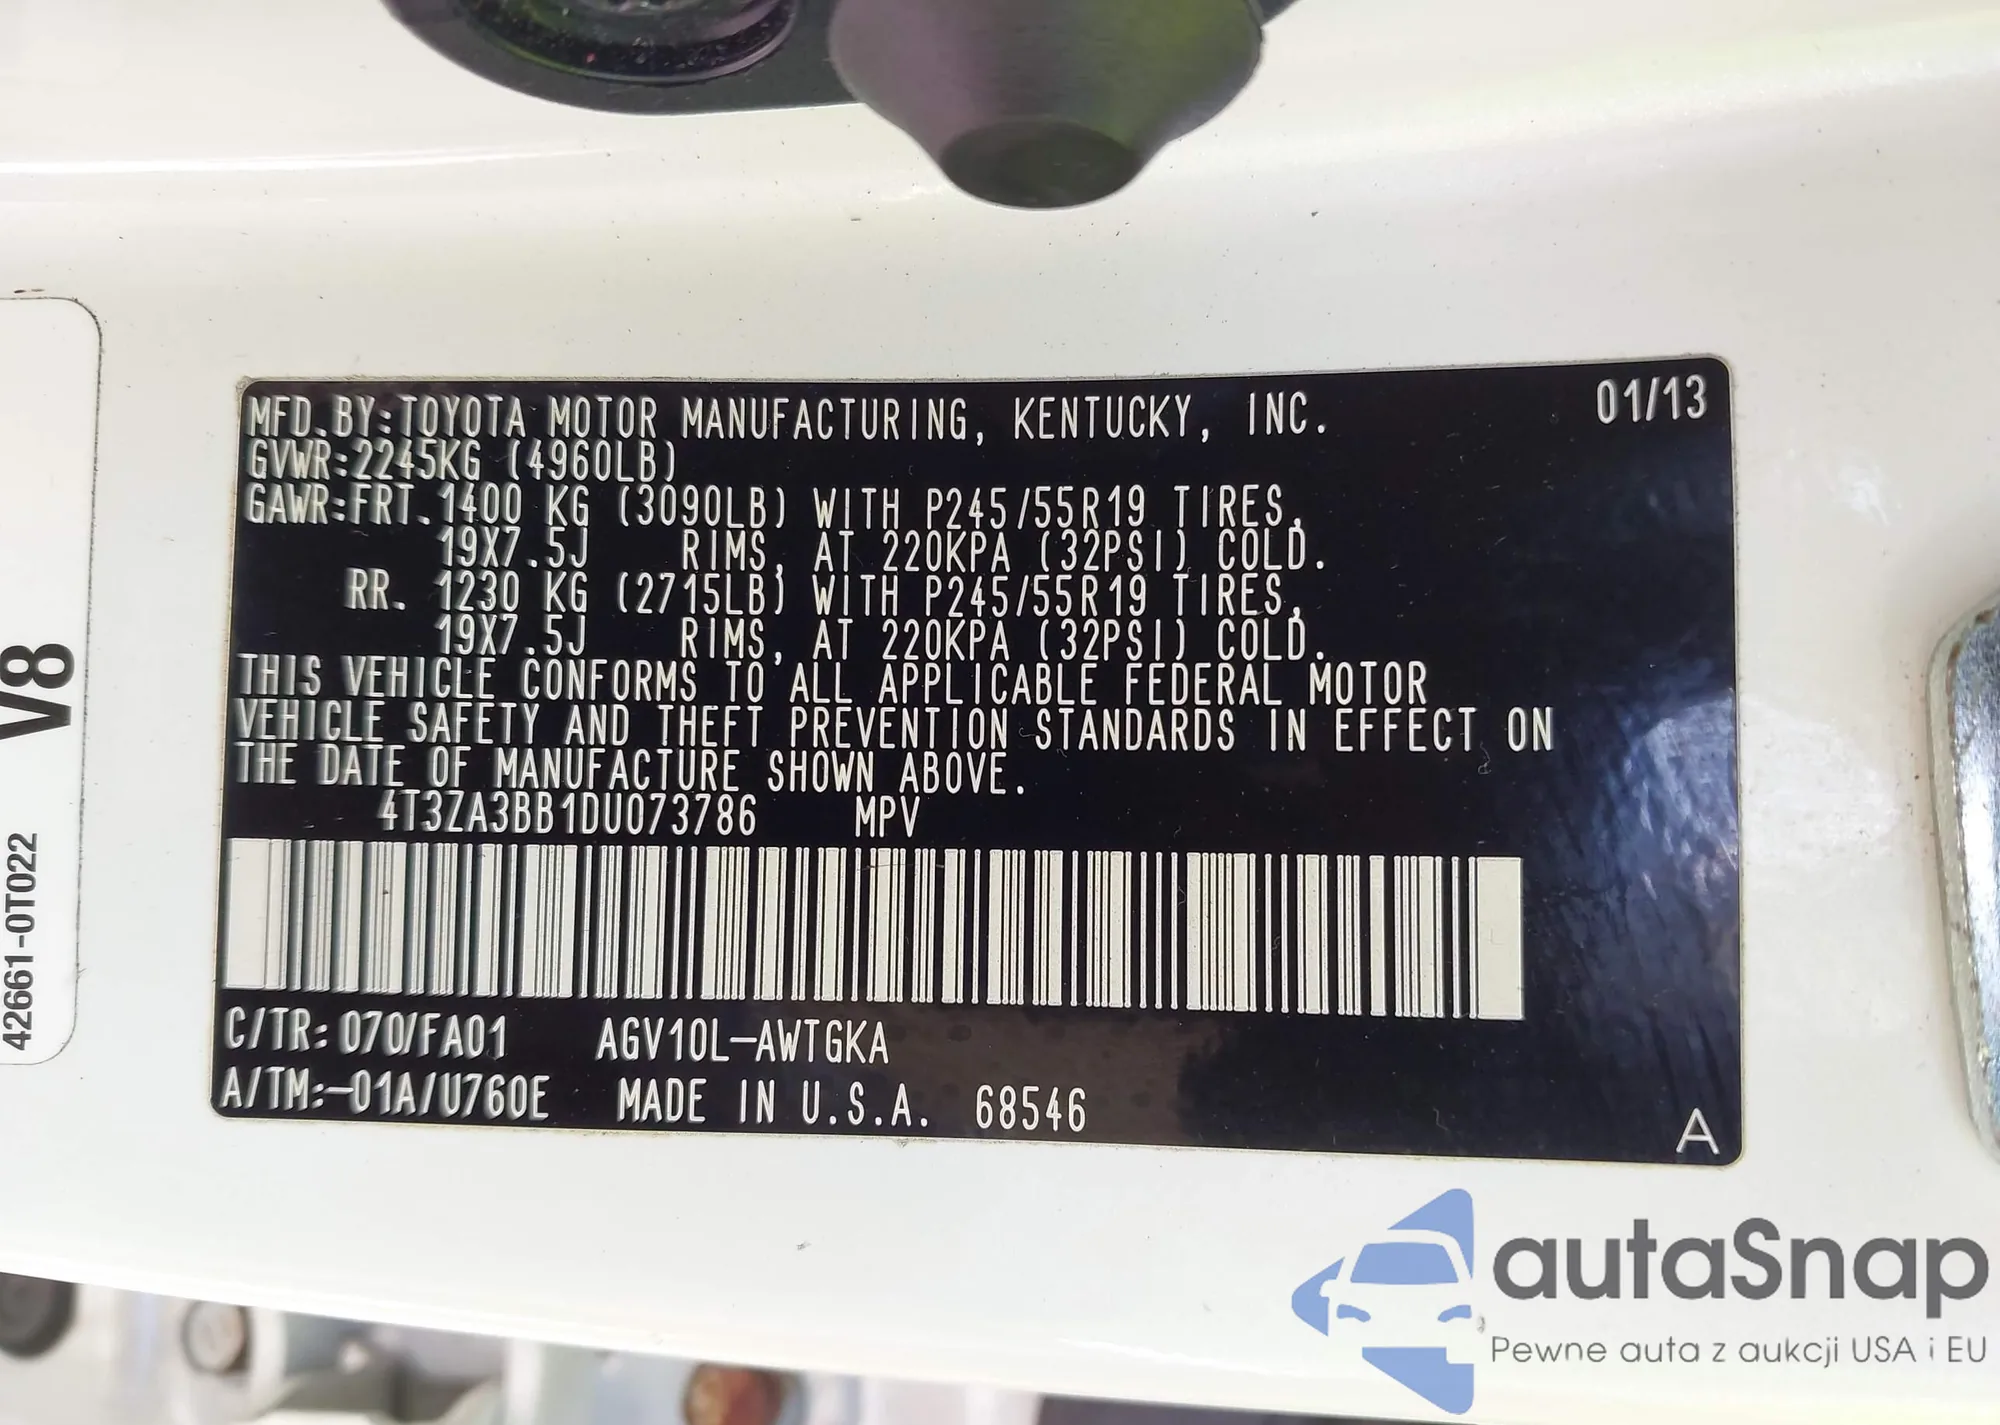 MFD. BY: TOYOTA MOTOR MANUFACTURING, KENTUCKY, INC. 01/13
GVWR:2245KG (4960LB)
GAWR:FRT. 1400 KG (3090LB) WITH P245/55R19 TIRES,
19X7.5J RIMS, AT 220KPA (32PSI) COLD.
RR. 1230 KG (2715LB) WITH P245/55R19 TIRES,
19X7.5J RIMS, AT 220KPA (32PSI) COLD.
THIS VEHICLE CONFORMS TO ALL APPLICABLE FEDERAL MOTOR
VEHICLE SAFETY AND THEFT PREVENTION STANDARDS IN EFFECT ON
THE DATE OF MANUFACTURE SHOWN ABOVE.
4T3ZA3BB1DU073786 MPV
C/TR: 070/FA01 AGV10L-AWTGKA
A/TM:-01A/U760E MADE IN U.S.A. 68546
A
V8
42661-0T022
autaSnap
Pewne auta z aukcji USA i EU